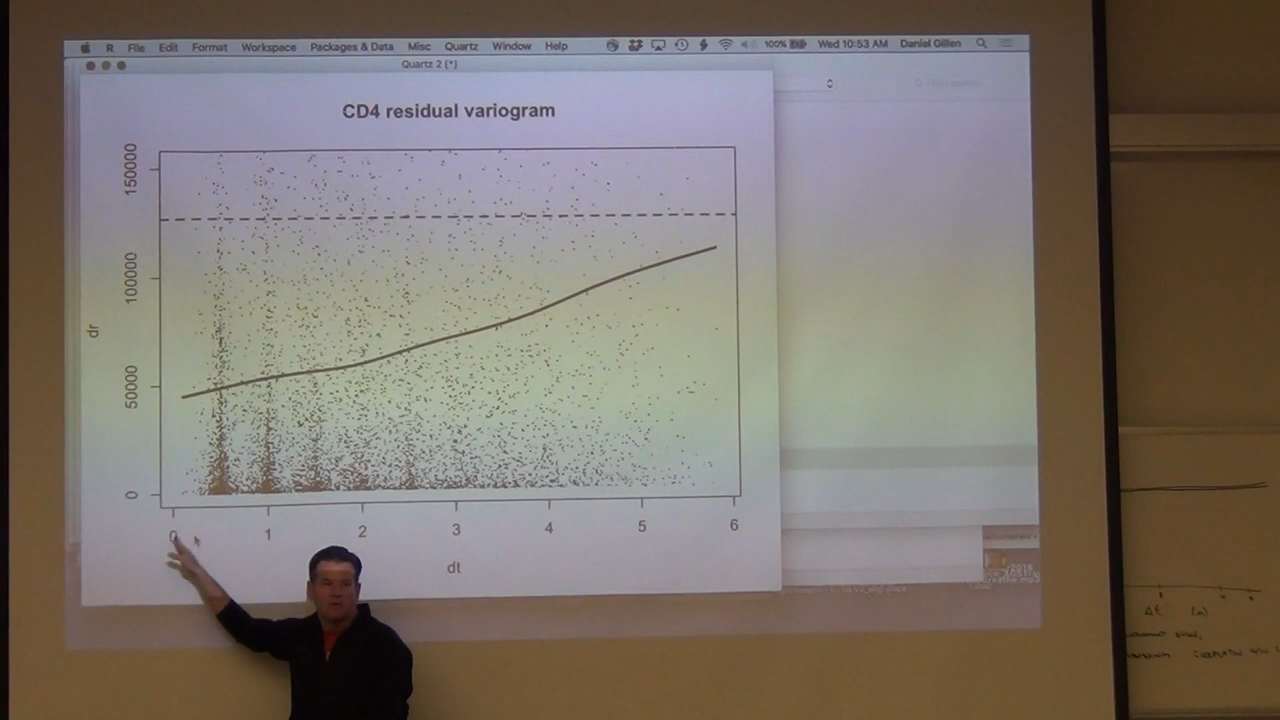 R File Edit Format Workspace Packages & Data Misc Quartz Window Help 100% Wed 10:53 AM Daniel Gillen
Quartz 2 [*]
CD4 residual variogram
150000
100000
dr
50000
0
0 1 2 3 4 5 6
dt
Δt (u)